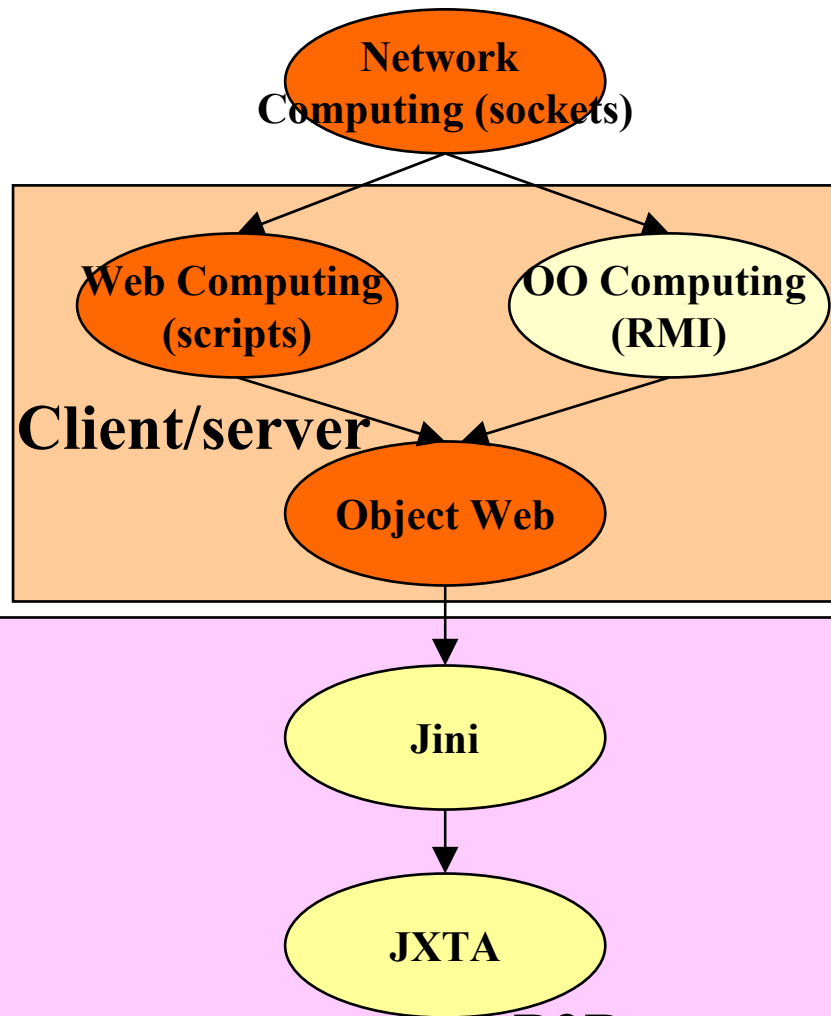 Network
Computing (sockets)
Web Computing
(scripts)
OO Computing
(RMI)
Client/server
Object Web
Jini
JXTA